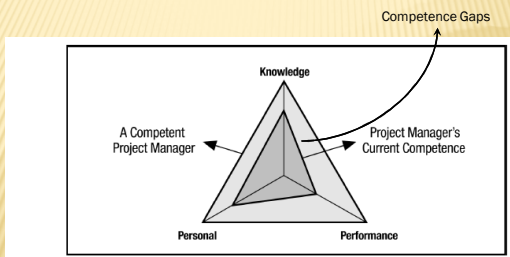 Competence Gaps
Knowledge
A Competent
Project Manager
Project Manager's
Current Competence
Personal
Performance